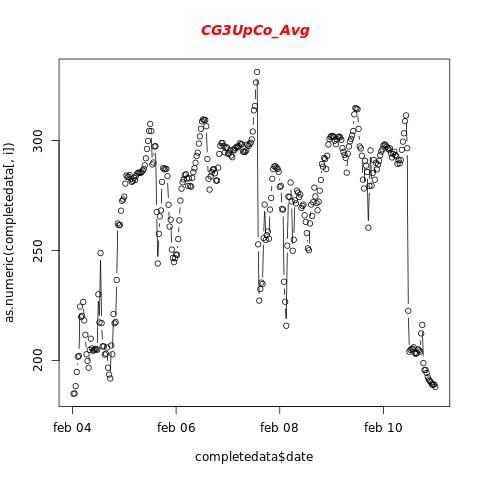 CG3UpCo_Avg
as.numeric(completedata[, i])
300
250
200
feb 04 feb 06 feb 08 feb 10
completedata$date